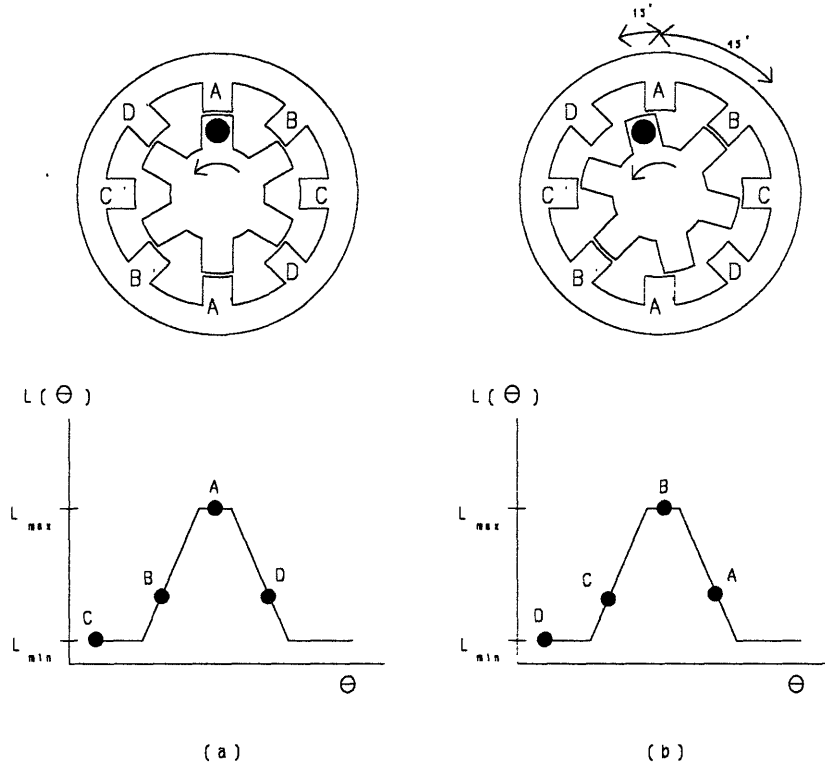 15° 45°
A
D B
C' C
B' D
A
A
D B
C' C
B' D
A
L(θ)
L max
L min
A
B D
C
θ
L(θ)
L max
L min
B
C A
D
θ
(a) (b)